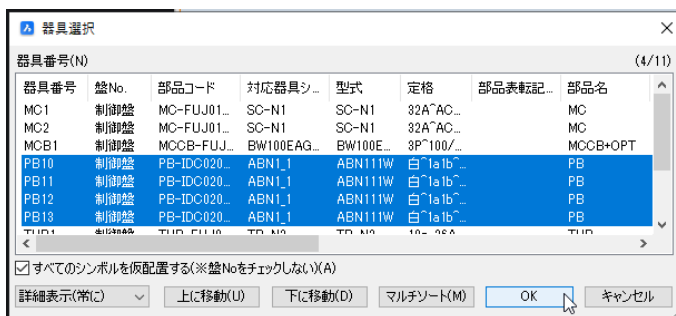 器具選択
器具番号(N) (4/11)
器具番号 盤No. 部品コード 対応器具シ... 型式 定格 部品表転記... 部品名
MC1 制御盤 MC-FUJ01... SC-N1 SC-N1 32A^AC... MC
MC2 制御盤 MC-FUJ01... SC-N1 SC-N1 32A^AC... MC
MCB1 制御盤 MCCB-FUJ... BW100EAG... BW100E... 3P^100/... MCCB+OPT
PB10 制御盤 PB-IDC020... ABN1_1 ABN111W 白^1a1b^... PB
PB11 制御盤 PB-IDC020... ABN1_1 ABN111W 白^1a1b^... PB
PB12 制御盤 PB-IDC020... ABN1_1 ABN111W 白^1a1b^... PB
PB13 制御盤 PB-IDC020... ABN1_1 ABN111W 白^1a1b^... PB
すべてのシンボルを仮配置する(※盤Noをチェックしない)(A)
詳細表示(常に) 上に移動(U) 下に移動(D) マルチソート(M) OK キャンセル